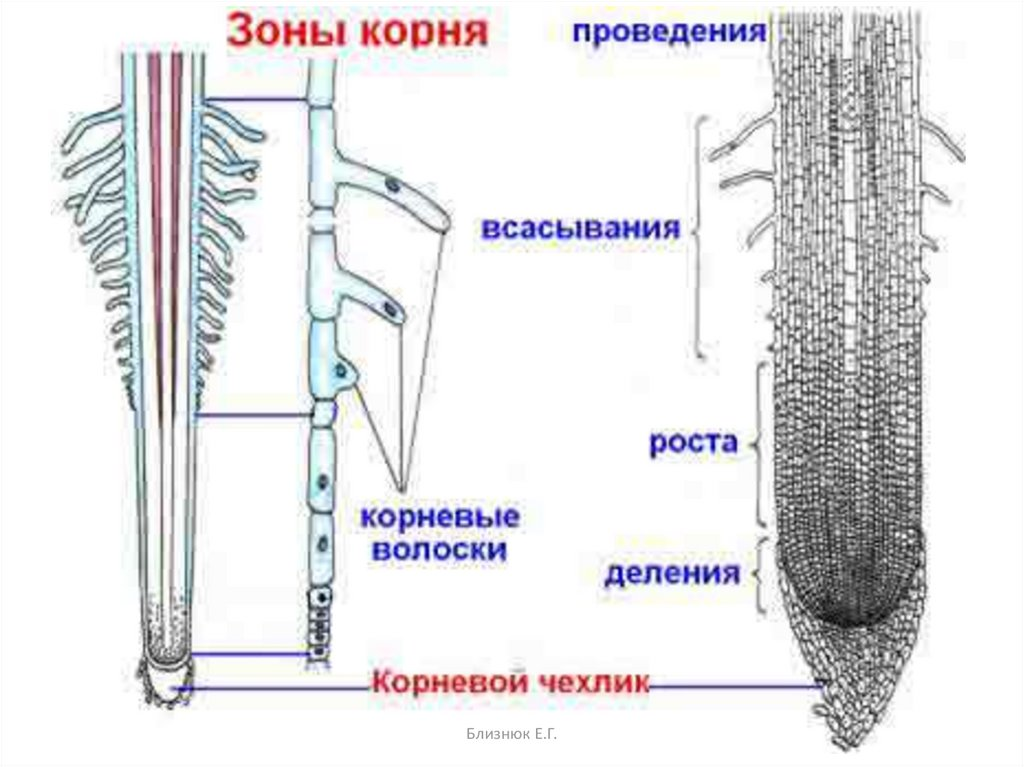 Зоны корня
проведения
всасывания
роста
корневые
волоски
деления
Корневой чехлик
Близнюк Е.Г.